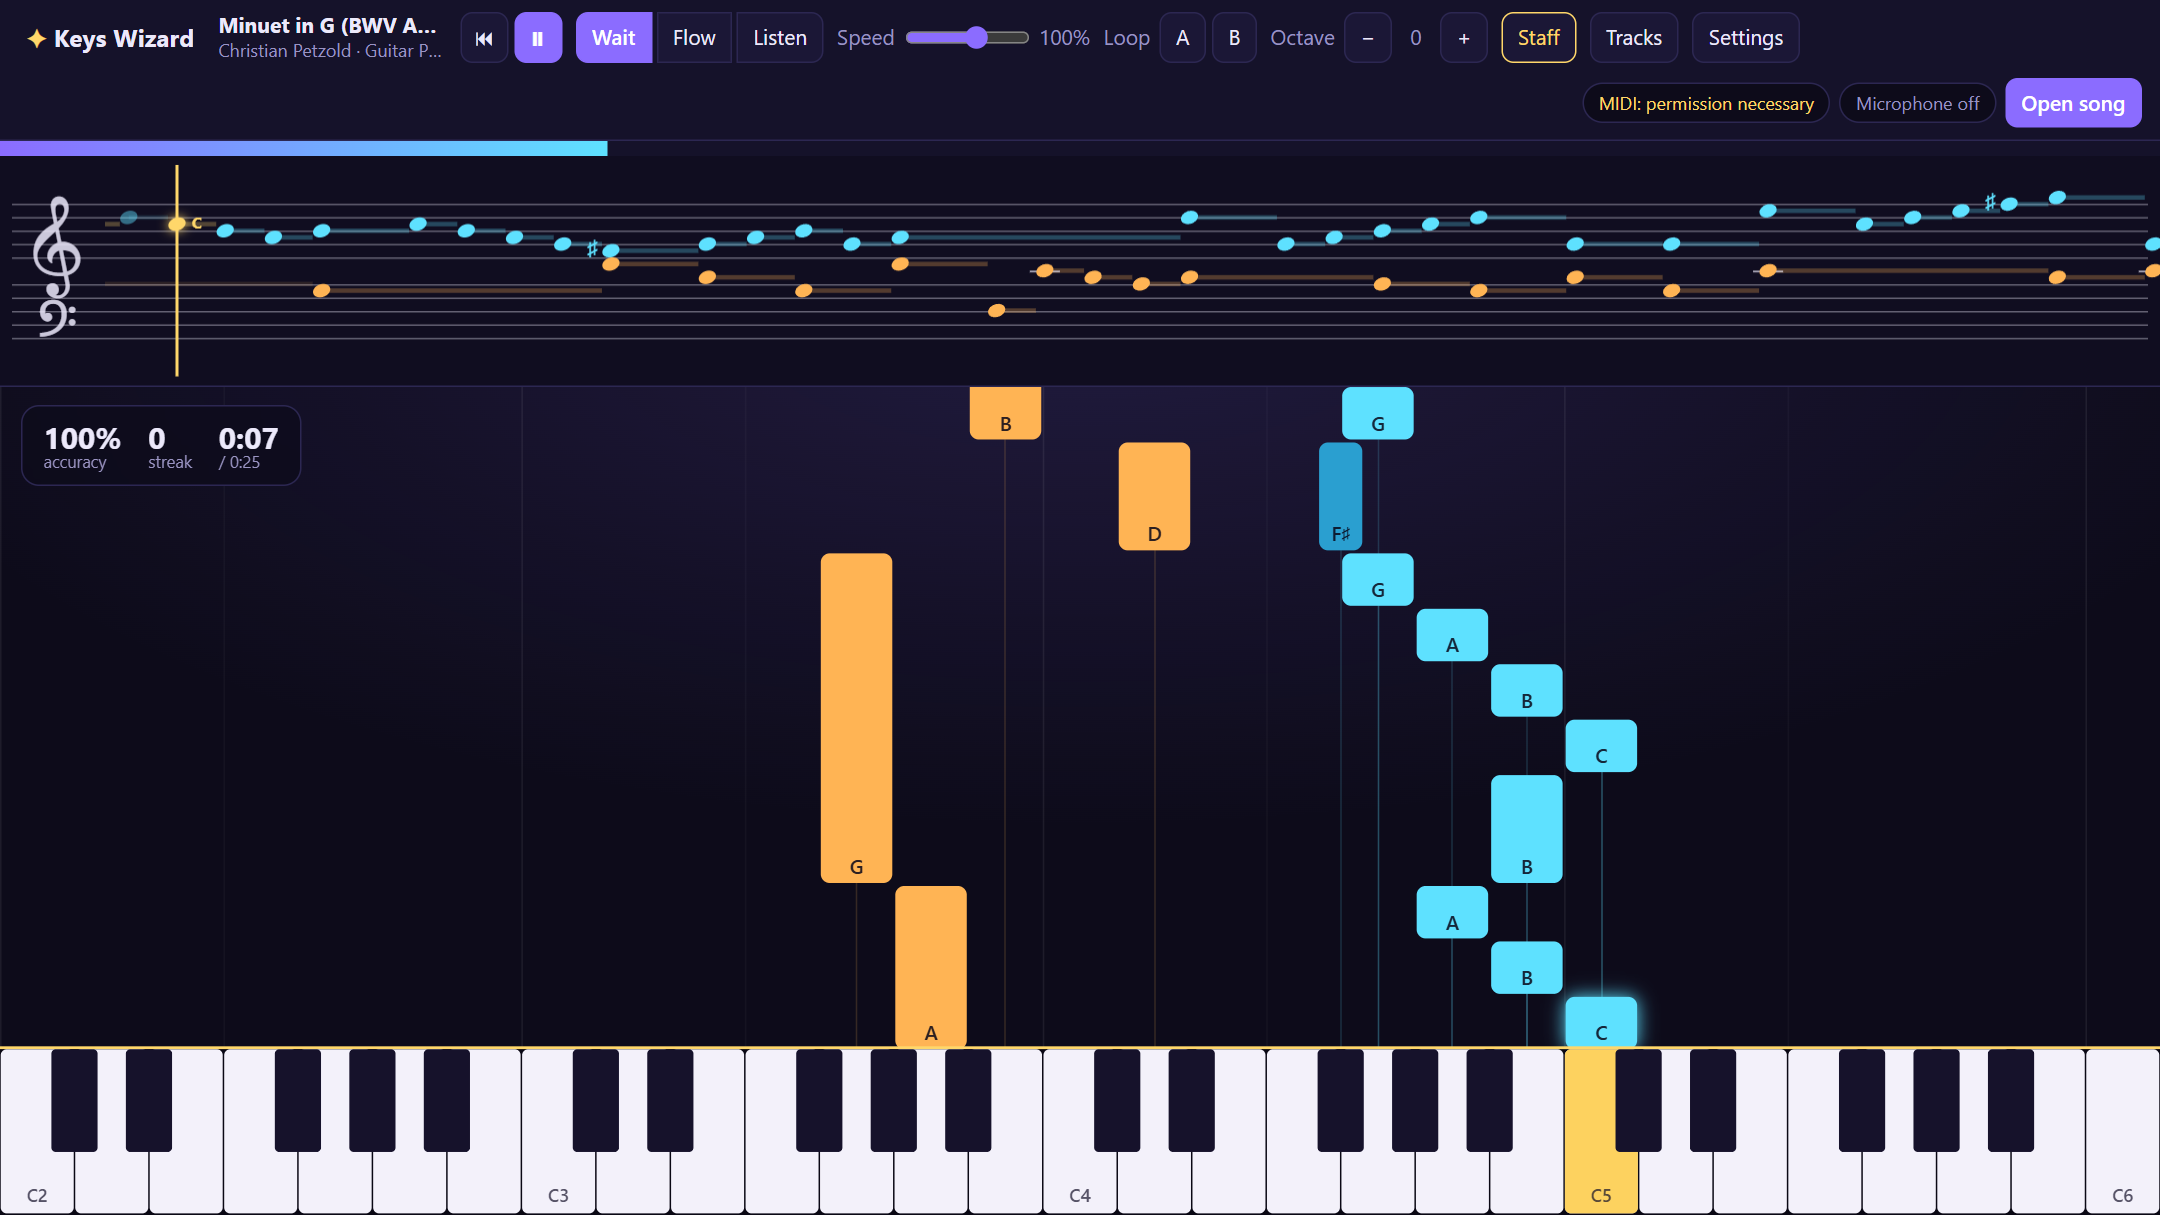 ✦ Keys Wizard
Minuet in G (BWV A...
Christian Petzold · Guitar P...
Wait Flow Listen Speed 100% Loop A B Octave − 0 + Staff Tracks Settings
MIDI: permission necessary Microphone off Open song
C
100% 0 0:07
accuracy streak / 0:25
B G
D F♯
G
A
B
C
G B
A
B
A C
C2 C3 C4 C5 C6